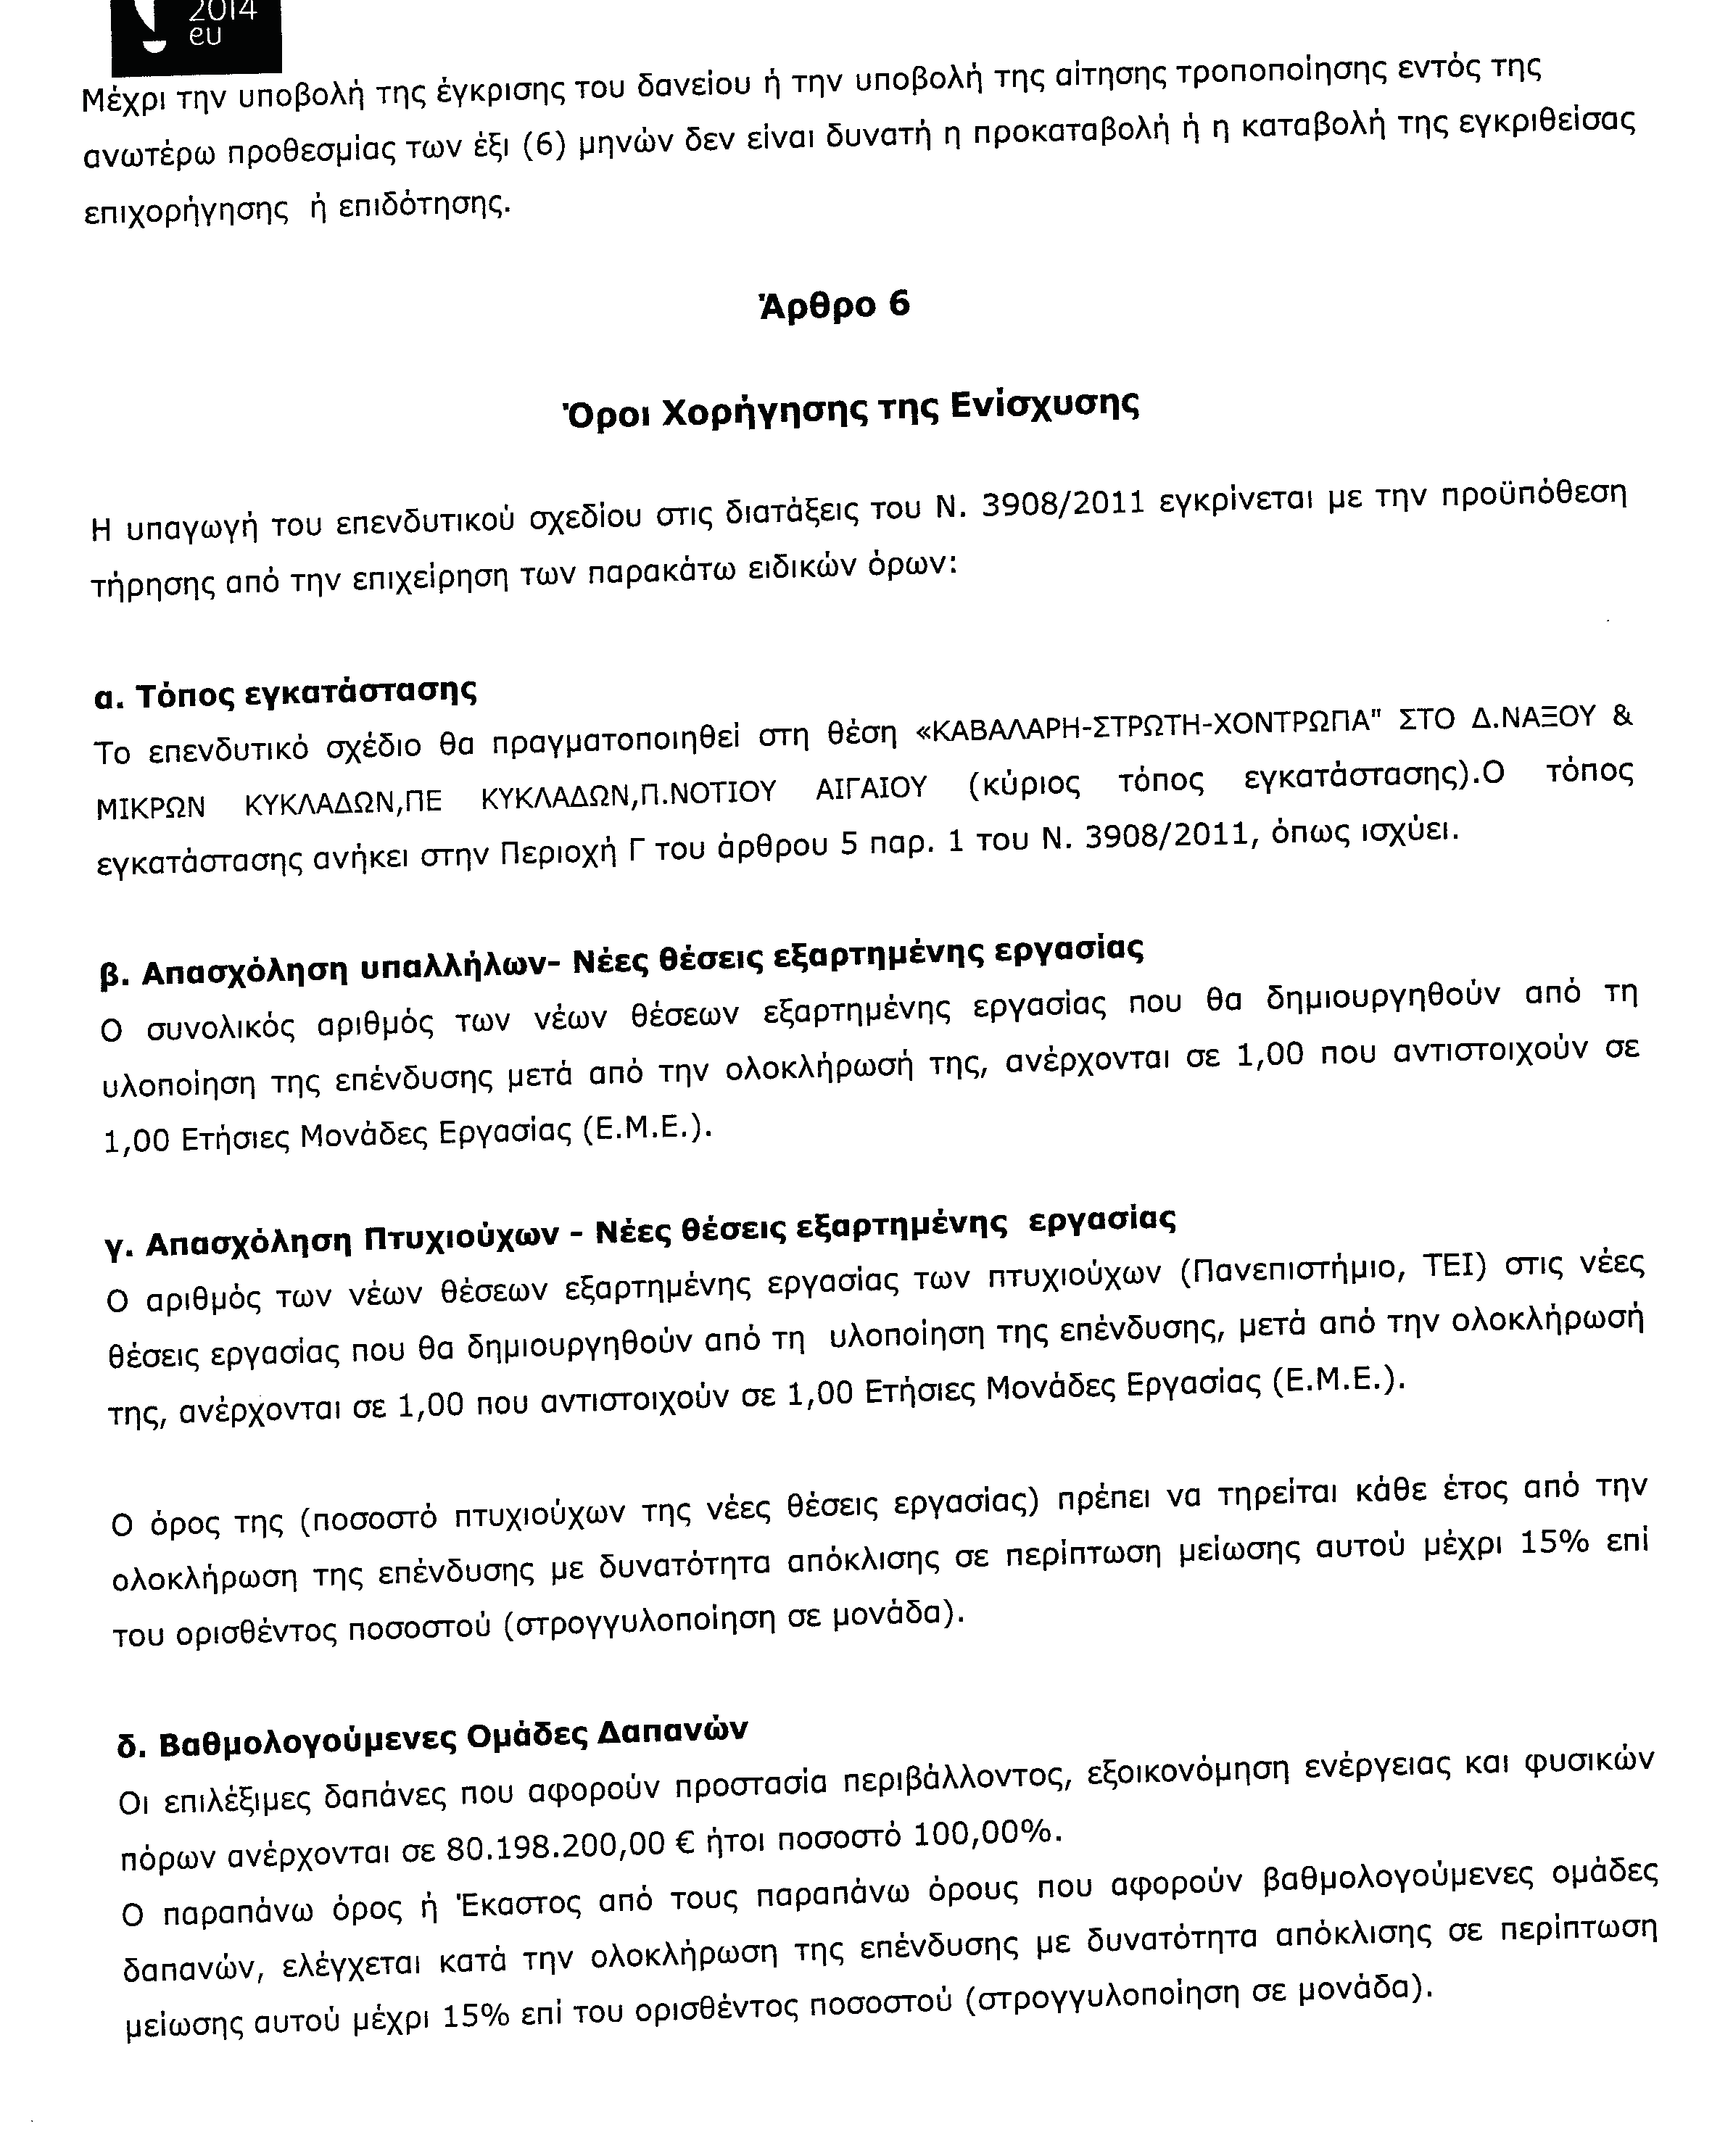 2014
eu
Μέχρι την υποβολή της έγκρισης του δανείου ή την υποβολή της αίτησης τροποποίησης εντός της
ανωτέρω προθεσμίας των έξι (6) μηνών δεν είναι δυνατή η προκαταβολή ή η καταβολή της εγκριθείσας
επιχορήγησης ή επιδότησης.
Άρθρο 6
Όροι Χορήγησης της Ενίσχυσης
Η υπαγωγή του επενδυτικού σχεδίου στις διατάξεις του Ν. 3908/2011 εγκρίνεται με την προϋπόθεση
τήρησης από την επιχείρηση των παρακάτω ειδικών όρων:
α. Τόπος εγκατάστασης
Το επενδυτικό σχέδιο θα πραγματοποιηθεί στη θέση «ΚΑΒΑΛΑΡΗ-ΣΤΡΩΤΗ-ΧΟΝΤΡΩΠΑ" ΣΤΟ Δ.ΝΑΞΟΥ &
ΜΙΚΡΩΝ ΚΥΚΛΑΔΩΝ,ΠΕ ΚΥΚΛΑΔΩΝ,Π.ΝΟΤΙΟΥ ΑΙΓΑΙΟΥ (κύριος τόπος εγκατάστασης).Ο τόπος
εγκατάστασης ανήκει στην Περιοχή Γ του άρθρου 5 παρ. 1 του Ν. 3908/2011, όπως ισχύει.
β. Απασχόληση υπαλλήλων- Νέες θέσεις εξαρτημένης εργασίας
Ο συνολικός αριθμός των νέων θέσεων εξαρτημένης εργασίας που θα δημιουργηθούν από τη
υλοποίηση της επένδυσης μετά από την ολοκλήρωσή της, ανέρχονται σε 1,00 που αντιστοιχούν σε
1,00 Ετήσιες Μονάδες Εργασίας (Ε.Μ.Ε.).
γ. Απασχόληση Πτυχιούχων - Νέες θέσεις εξαρτημένης εργασίας
Ο αριθμός των νέων θέσεων εξαρτημένης εργασίας των πτυχιούχων (Πανεπιστήμιο, ΤΕΙ) στις νέες
θέσεις εργασίας που θα δημιουργηθούν από τη υλοποίηση της επένδυσης, μετά από την ολοκλήρωσή
της, ανέρχονται σε 1,00 που αντιστοιχούν σε 1,00 Ετήσιες Μονάδες Εργασίας (Ε.Μ.Ε.).
Ο όρος της (ποσοστό πτυχιούχων της νέες θέσεις εργασίας) πρέπει να τηρείται κάθε έτος από την
ολοκλήρωση της επένδυσης με δυνατότητα απόκλισης σε περίπτωση μείωσης αυτού μέχρι 15% επί
του ορισθέντος ποσοστού (στρογγυλοποίηση σε μονάδα).
δ. Βαθμολογούμενες Ομάδες Δαπανών
Οι επιλέξιμες δαπάνες που αφορούν προστασία περιβάλλοντος, εξοικονόμηση ενέργειας και φυσικών
πόρων ανέρχονται σε 80.198.200,00 € ήτοι ποσοστό 100,00%.
Ο παραπάνω όρος ή Έκαστος από τους παραπάνω όρους που αφορούν βαθμολογούμενες ομάδες
δαπανών, ελέγχεται κατά την ολοκλήρωση της επένδυσης με δυνατότητα απόκλισης σε περίπτωση
μείωσης αυτού μέχρι 15% επί του ορισθέντος ποσοστού (στρογγυλοποίηση σε μονάδα).